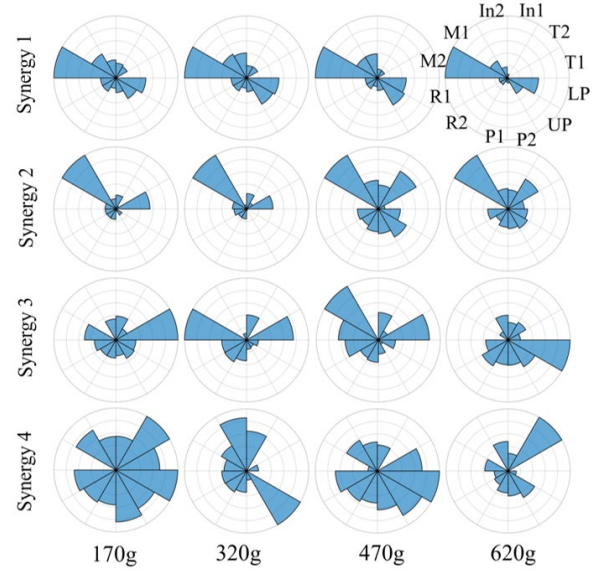 Synergy 1
In2 In1
M1 T2
M2 T1
R1 LP
R2 UP
P1 P2
Synergy 2
Synergy 3
Synergy 4
170g 320g 470g 620g